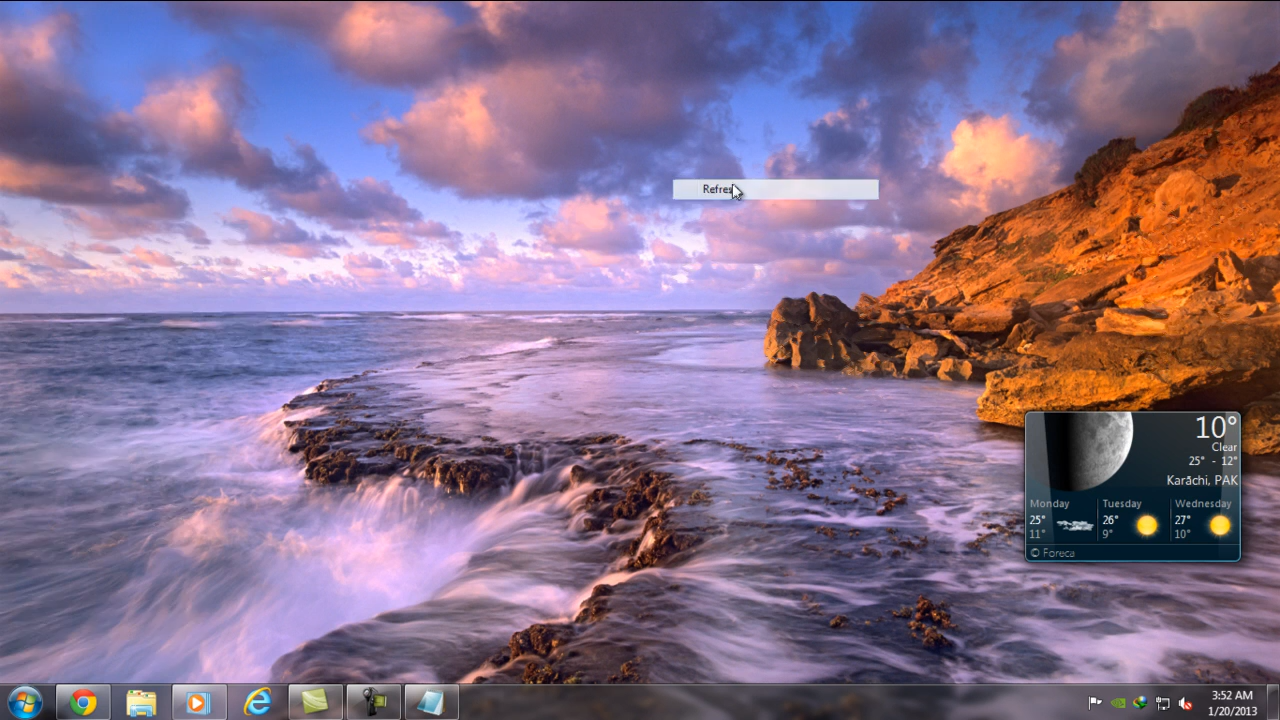 Refres
10°
Clear
25° - 12°
Karāchi, PAK
Monday Tuesday Wednesday
25° 26° 27°
11° 9° 10°
© Foreca
3:52 AM
1/20/2013